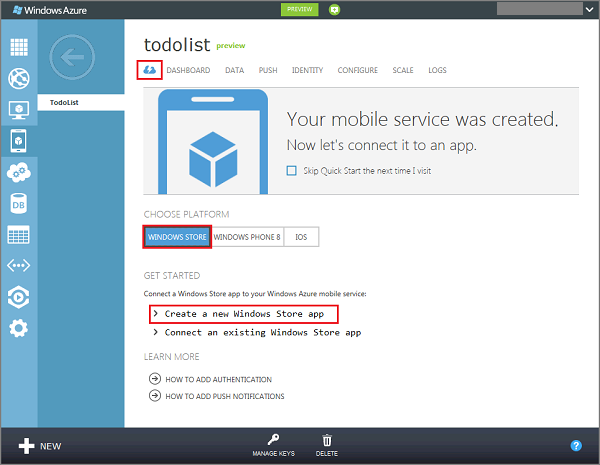 Windows Azure
PREVIEW
todolist preview
DASHBOARD DATA PUSH IDENTITY CONFIGURE SCALE LOGS
TodoList
Your mobile service was created.
Now let's connect it to an app.
Skip Quick Start the next time I visit
DB
CHOOSE PLATFORM
WINDOWS STORE WINDOWS PHONE 8 IOS
GET STARTED
Connect a Windows Store app to your Windows Azure mobile service:
Create a new Windows Store app
Connect an existing Windows Store app
LEARN MORE
HOW TO ADD AUTHENTICATION
HOW TO ADD PUSH NOTIFICATIONS
NEW
MANAGE KEYS
DELETE
?